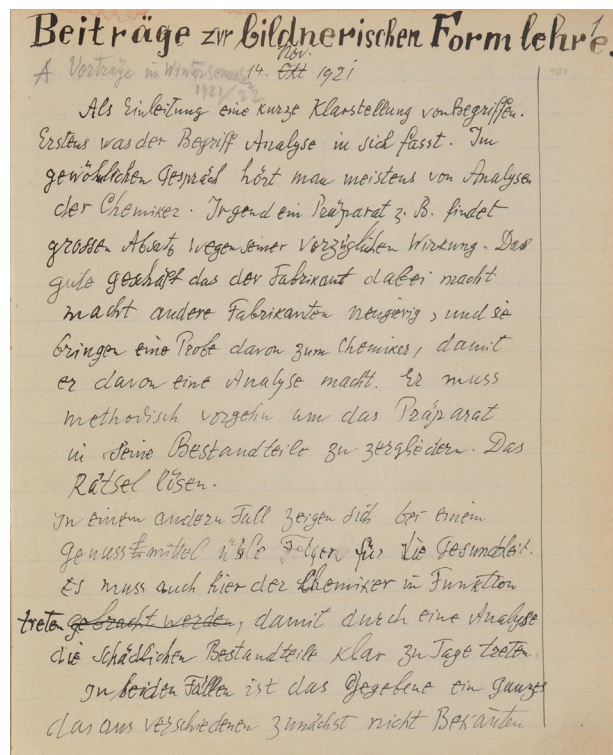 Beiträge zur bildnerischen Formlehre. 1
A Vorträge im Wintersemester 14. Okt Nov. 1921
1921/22
Als Einleitung eine kurze Klarstellung von Begriffen.
Erstens was der Begriff Analyse in sich fasst. Im
gewöhnlichen Gespräch hört man meistens von Analysen
der Chemiker. Irgend ein Präparat z. B. findet
grossen Absatz wegen seiner vorzüglichen Wirkung. Das
gute geschäft das der Fabrikant dabei macht
macht andere Fabrikanten neugierig, und sie
bringen eine Probe davon zum Chemiker, damit
er davon eine Analyse macht. Er muss
methodisch vorgehn um das Präparat
in seine Bestandteile zu zergliedern. Das
Rätsel lösen.
In einem andern Fall zeigen sich bei einem
genussmittel üble Folgen für die Gesundheit.
Es muss auch hier der Chemiker in Funktion
treten gebracht werden, damit durch eine Analyse
die schädlichen Bestandteile klar zu Tage treten.
In beiden Fällen ist das Gegebene ein ganzes
das aus verschiedenen zunächst nicht Bekannten